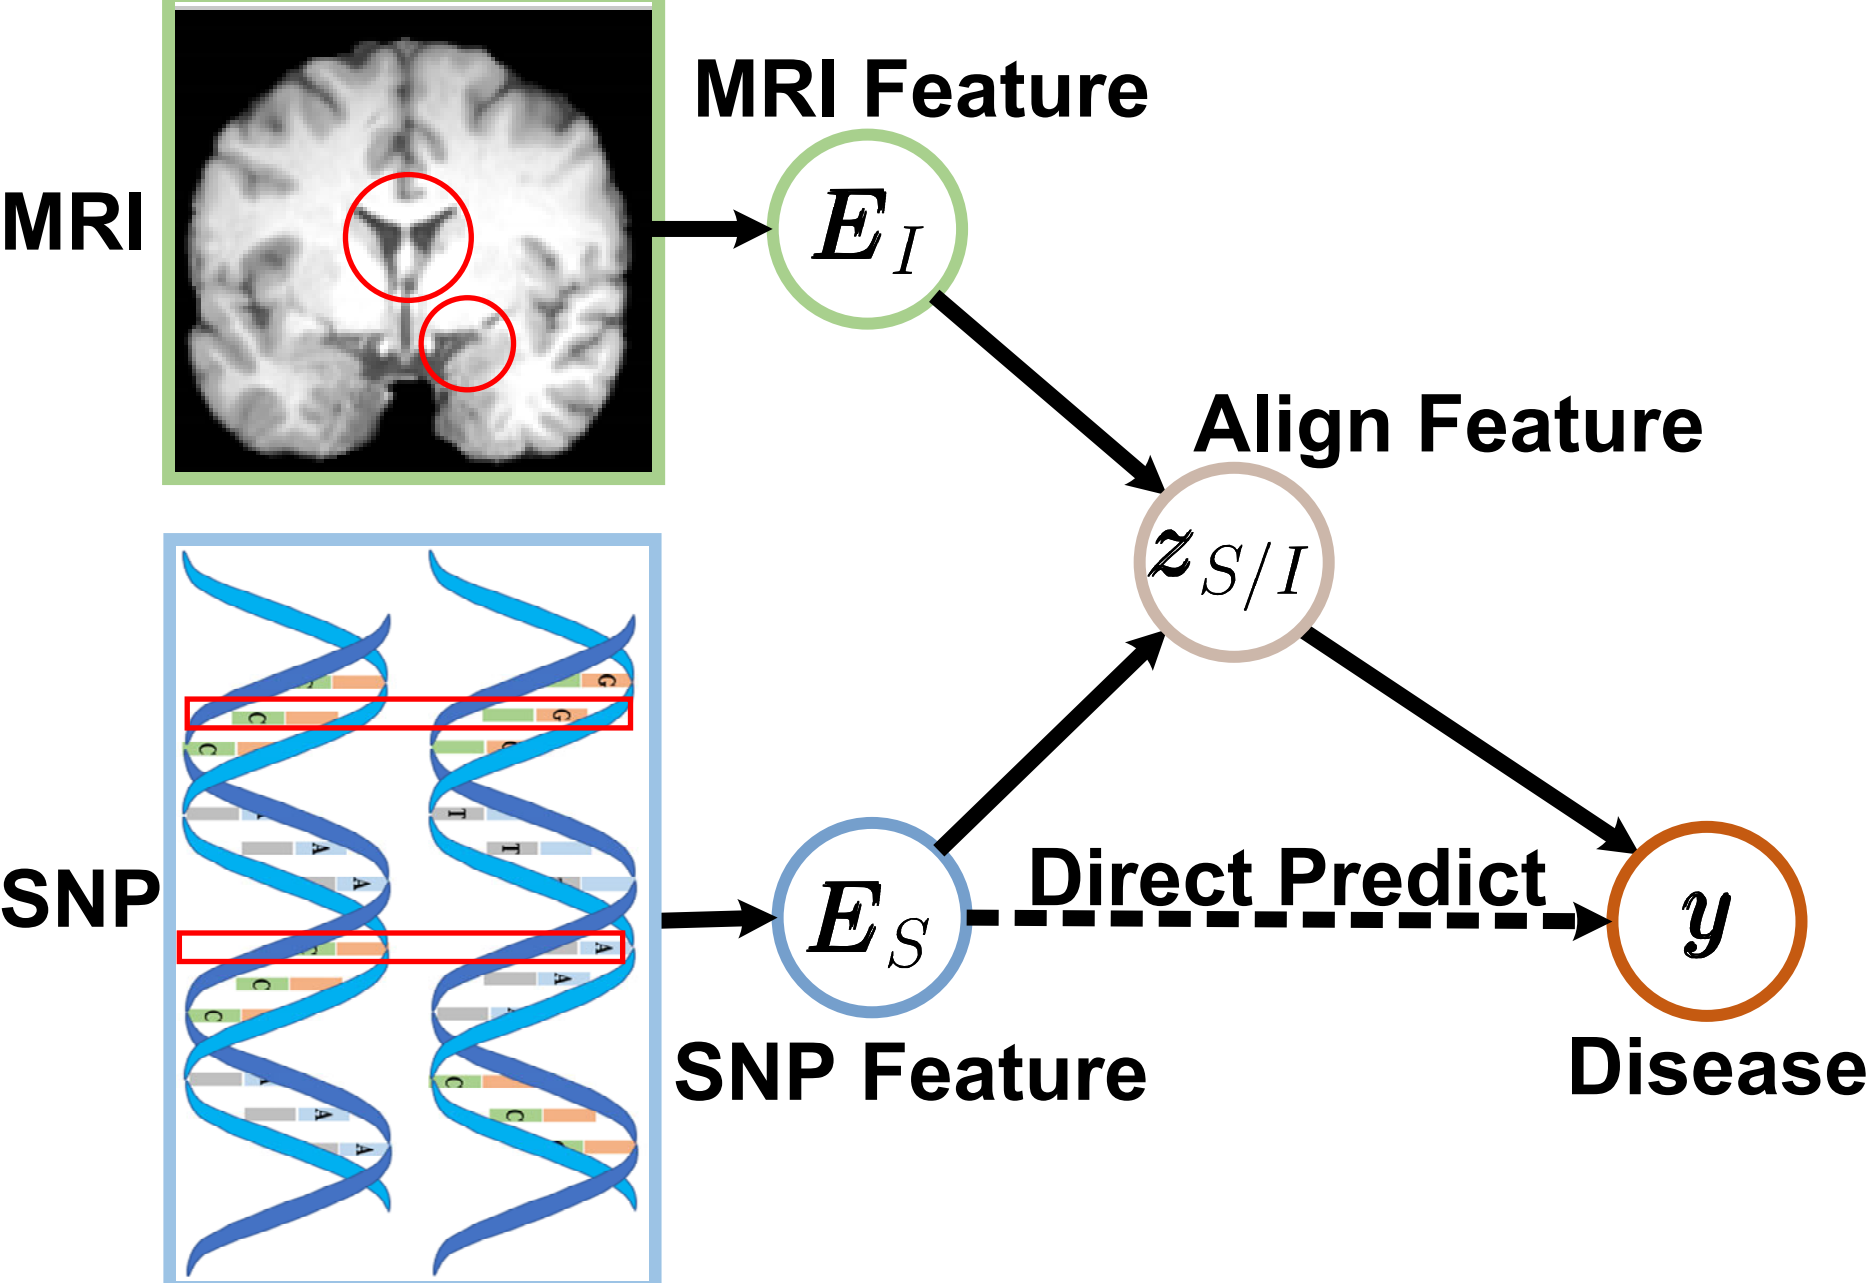 MRI Feature
MRI
E_I
Align Feature
z_{S/I}
G
C
G
C
T
A
T
A
SNP
Direct Predict
E_S
y
A
C
A
C
SNP Feature
Disease
C
A
C
A